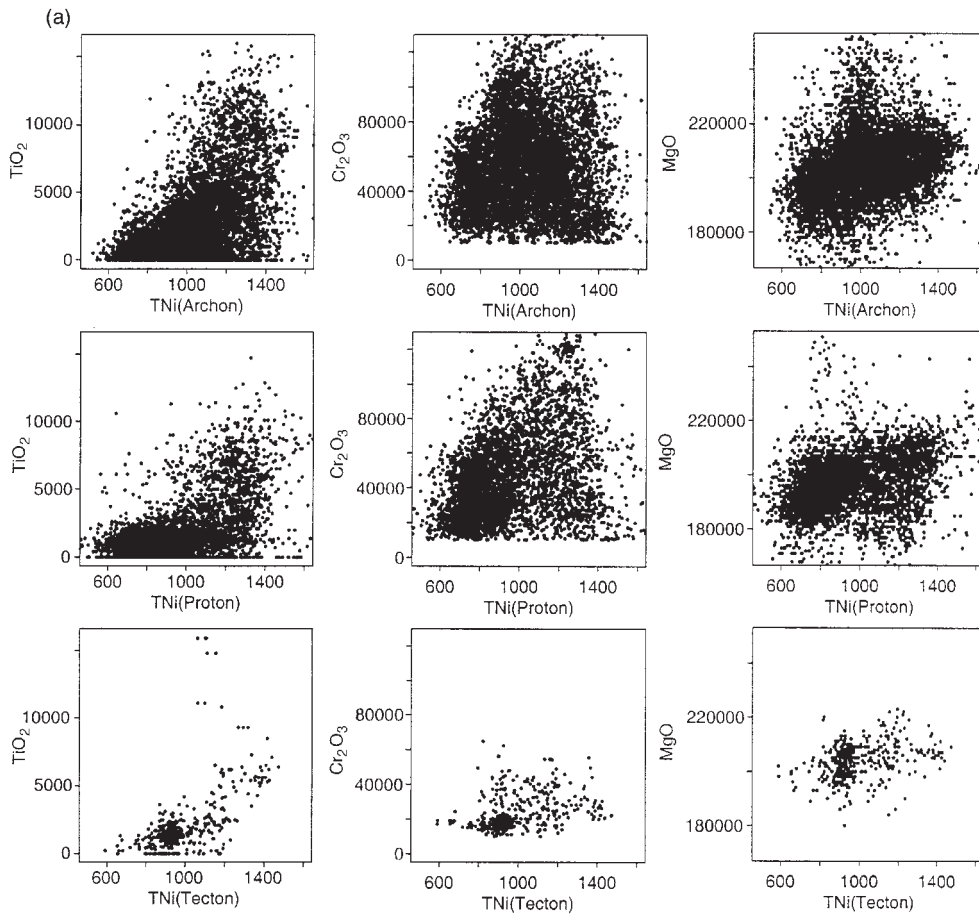 (a)
TiO2
10000
5000
0
600 1000 1400
TNi(Archon)
Cr2O3
80000
40000
0
600 1000 1400
TNi(Archon)
MgO
220000
180000
600 1000 1400
TNi(Archon)
TiO2
10000
5000
0
600 1000 1400
TNi(Proton)
Cr2O3
80000
40000
0
600 1000 1400
TNi(Proton)
MgO
220000
180000
600 1000 1400
TNi(Proton)
TiO2
10000
5000
0
600 1000 1400
TNi(Tecton)
Cr2O3
80000
40000
0
600 1000 1400
TNi(Tecton)
MgO
220000
180000
600 1000 1400
TNi(Tecton)